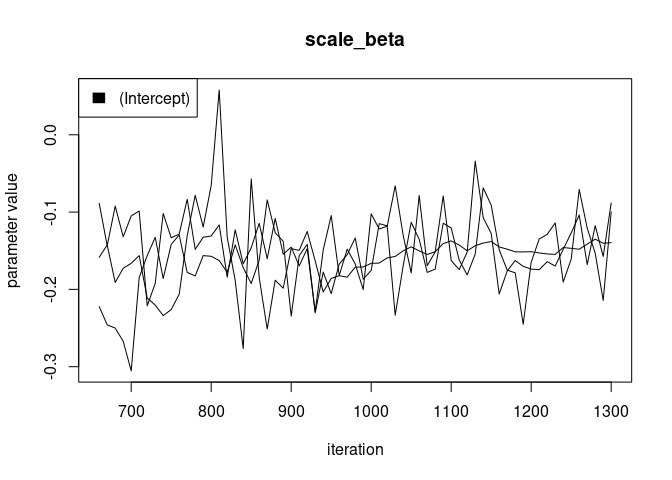 scale_beta
(Intercept)
0.0
-0.1
-0.2
-0.3
parameter value
700 800 900 1000 1100 1200 1300
iteration